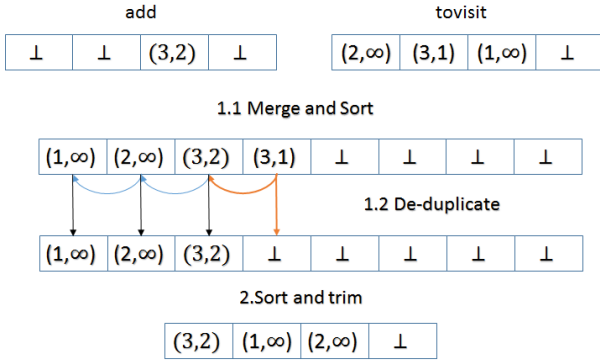 add tovisit
⊥ ⊥ (3,2) ⊥ (2,∞) (3,1) (1,∞) ⊥
1.1 Merge and Sort
(1,∞) (2,∞) (3,2) (3,1) ⊥ ⊥ ⊥ ⊥
1.2 De-duplicate
(1,∞) (2,∞) (3,2) ⊥ ⊥ ⊥ ⊥ ⊥
2.Sort and trim
(3,2) (1,∞) (2,∞) ⊥